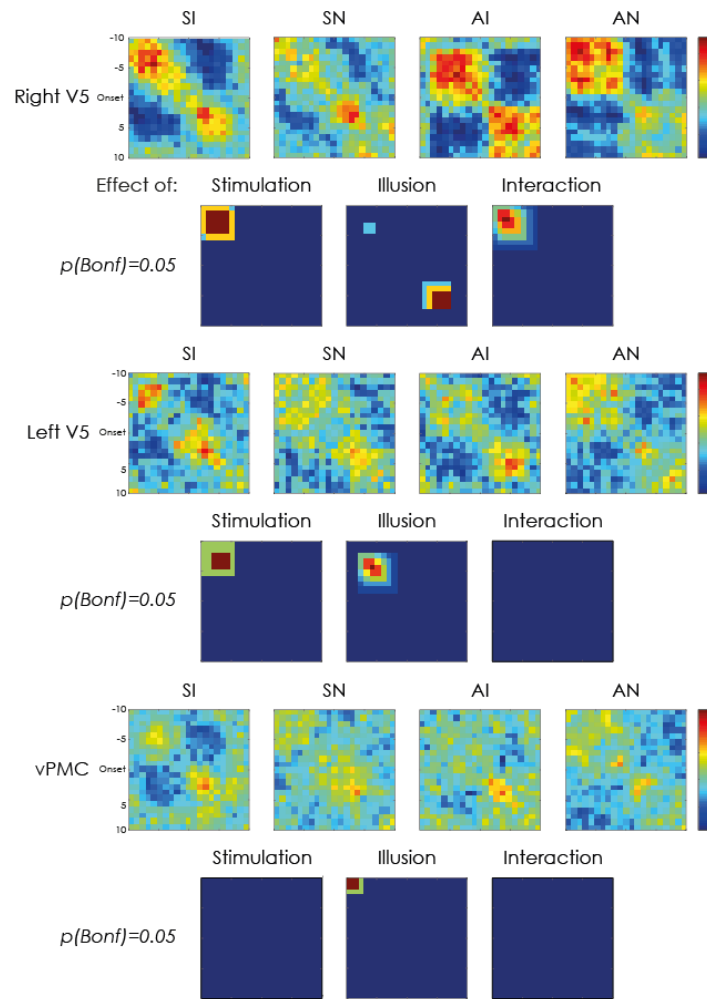 SI SN AI AN
-10
-5
Right V5 Onset
5
10
Effect of: Stimulation Illusion Interaction
p(Bonf)=0.05
SI SN AI AN
-10
-5
Left V5 Onset
5
10
Stimulation Illusion Interaction
p(Bonf)=0.05
SI SN AI AN
-10
-5
vPMC Onset
5
10
Stimulation Illusion Interaction
p(Bonf)=0.05